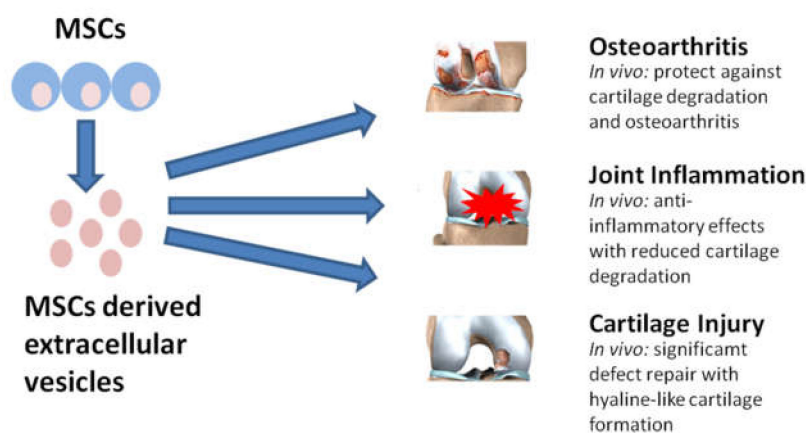 MSCs
MSCs derived
extracellular
vesicles
Osteoarthritis
In vivo: protect against
cartilage degradation
and osteoarthritis
Joint Inflammation
In vivo: anti-
inflammatory effects
with reduced cartilage
degradation
Cartilage Injury
In vivo: significamt
defect repair with
hyaline-like cartilage
formation